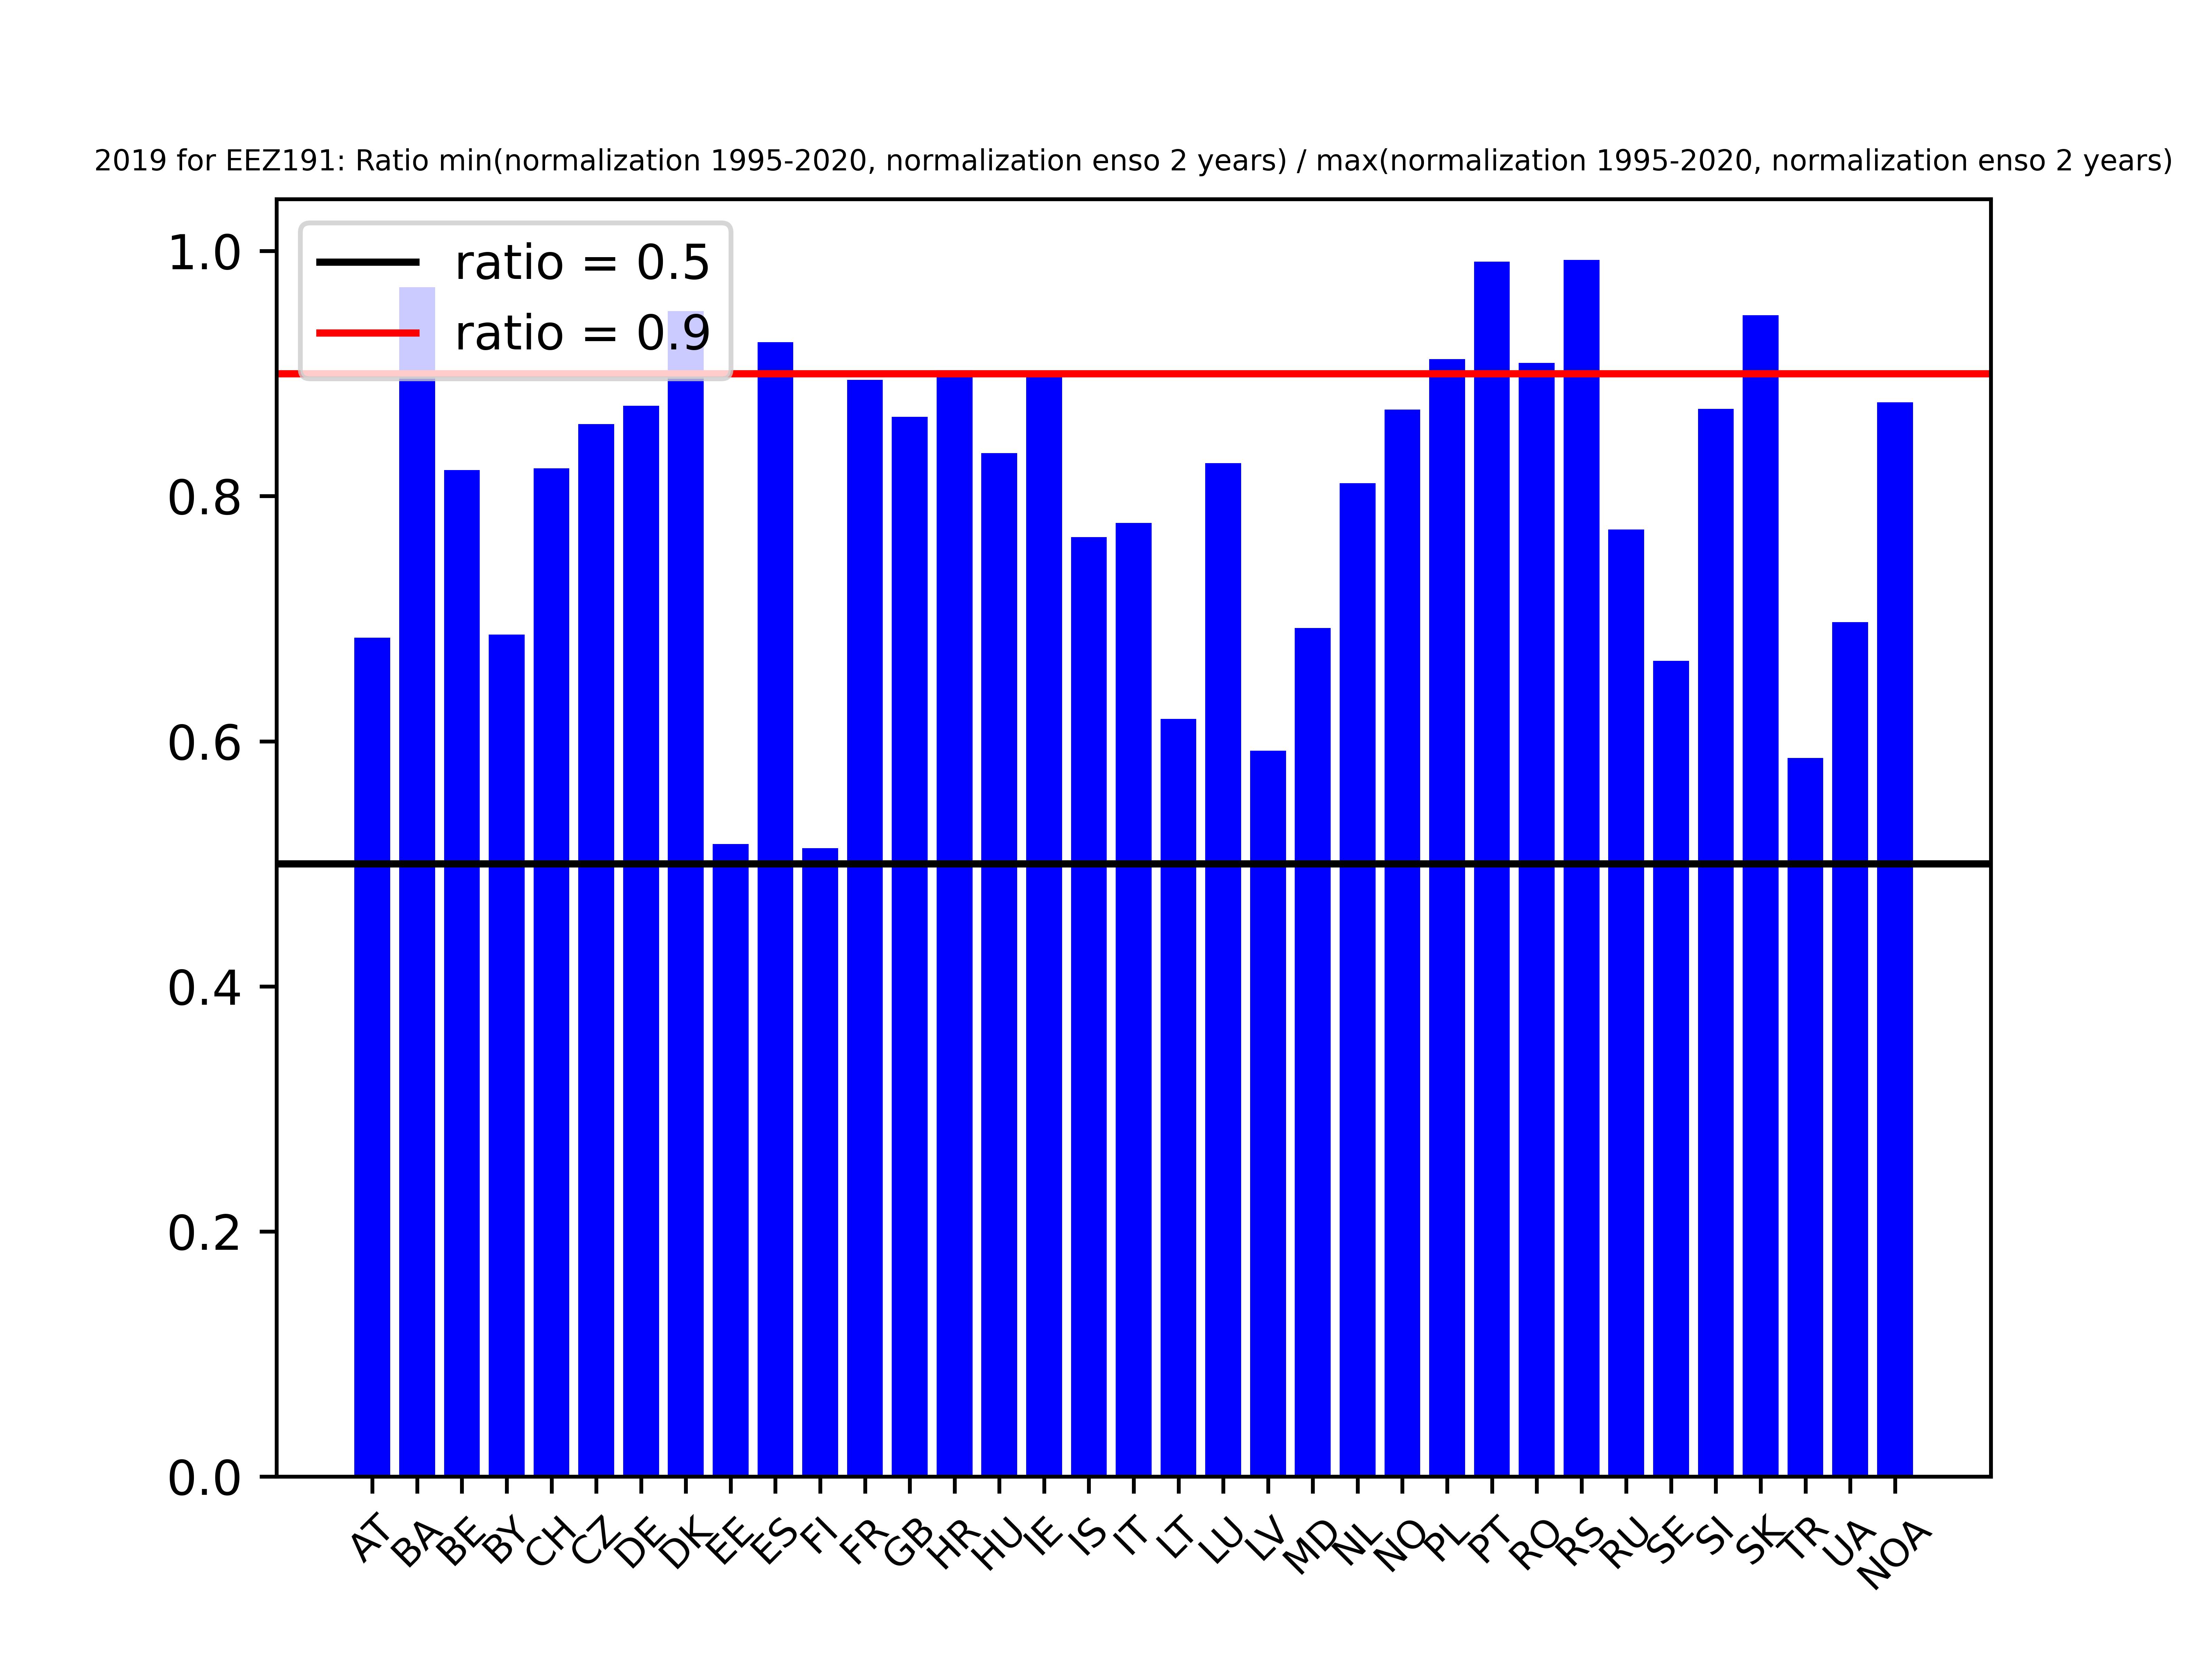 2019 for EEZ191: Ratio min(normalization 1995-2020, normalization enso 2 years) / max(normalization 1995-2020, normalization enso 2 years)
ratio = 0.5
ratio = 0.9
1.0
0.8
0.6
0.4
0.2
0.0
AT BA BE BY CH CZ DE DK EE ES FI FR GB HR HU IE IS IT LT LU LV MD NL NO PL PT RO RS RU SE SI SK TR UA NOA